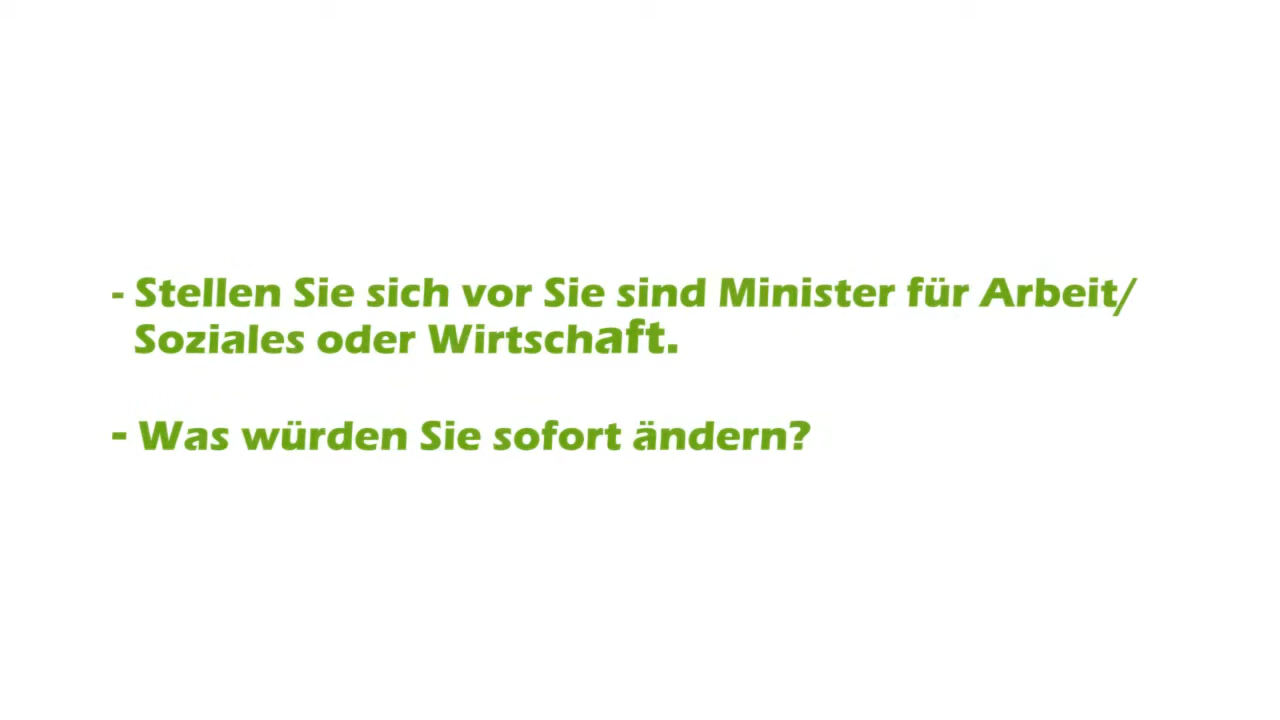 - Stellen Sie sich vor Sie sind Minister für Arbeit/
Soziales oder Wirtschaft.
- Was würden Sie sofort ändern?